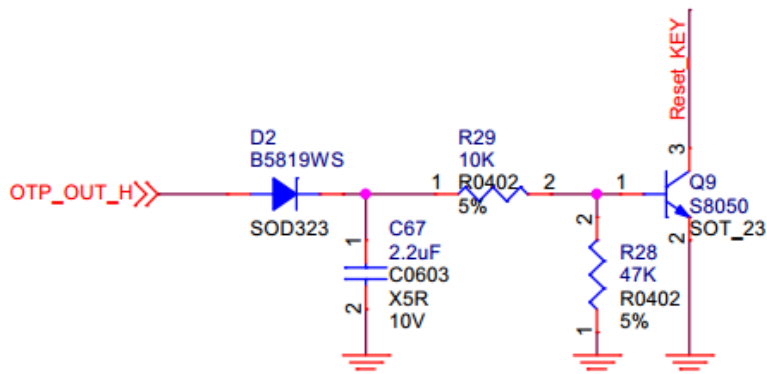 Reset_KEY
D2
B5819WS
OTP_OUT_H
SOD323
1
2
C67
2.2uF
C0603
X5R
10V
R29
10K
1
R0402
2
5%
2
1
R28
47K
R0402
5%
1
3
2
Q9
S8050
SOT_23